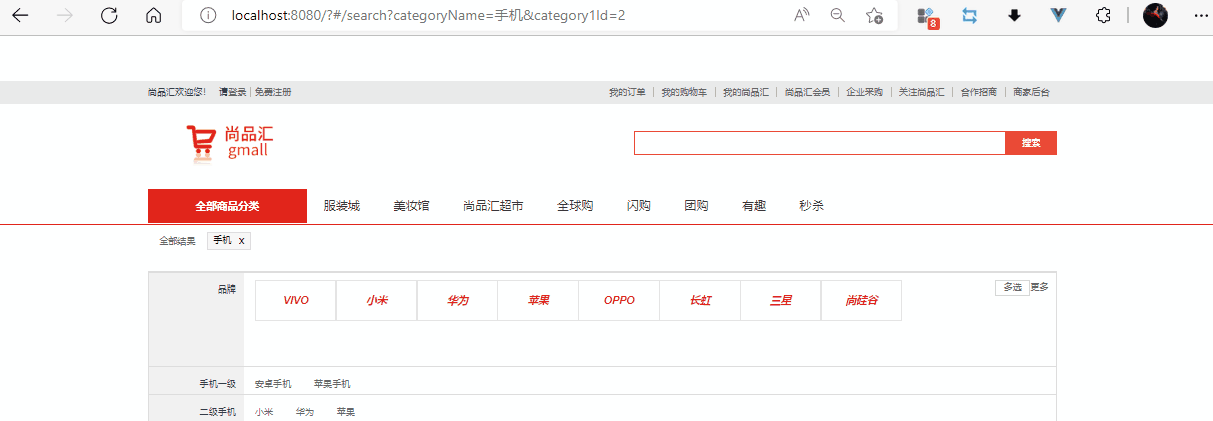 localhost:8080/?#/search?categoryName=手机&category1Id=2
8
尚品汇欢迎您! 请登录 | 免费注册 我的订单 | 我的购物车 | 我的尚品汇 | 尚品汇会员 | 企业采购 | 关注尚品汇 | 合作招商 | 商家后台
尚品汇
gmall
搜索
全部商品分类 服装城 美妆馆 尚品汇超市 全球购 闪购 团购 有趣 秒杀
全部结果 手机 x
品牌 VIVO 小米 华为 苹果 OPPO 长虹 三星 尚硅谷 多选 更多
手机一级 安卓手机 苹果手机
二级手机 小米 华为 苹果